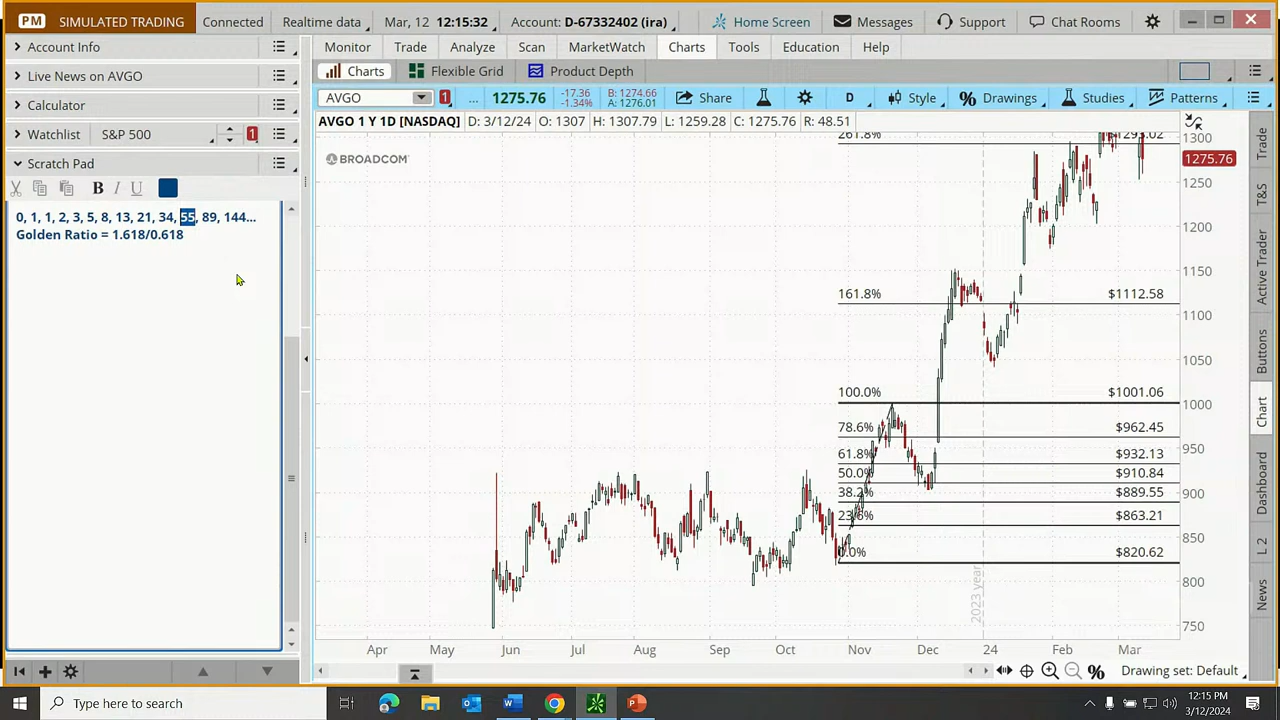 PM SIMULATED TRADING Connected Realtime data Mar, 12 12:15:32 Account: D-67332402 (ira) Home Screen Messages Support Chat Rooms
Account Info
Live News on AVGO
Calculator
Watchlist S&P 500 1
Scratch Pad
B I U
0, 1, 1, 2, 3, 5, 8, 13, 21, 34, 55, 89, 144...
Golden Ratio = 1.618/0.618
Monitor Trade Analyze Scan MarketWatch Charts Tools Education Help
Charts Flexible Grid Product Depth
AVGO 1 ... 1275.76 -17.36 -1.34% B: 1274.66 A: 1276.01 Share D Style % Drawings Studies Patterns
AVGO 1 Y 1D [NASDAQ] D: 3/12/24 O: 1307 H: 1307.79 L: 1259.28 C: 1275.76 R: 48.51
BROADCOM
261.8%
161.8% $1112.58
100.0% $1001.06
78.6% $962.45
61.8% $932.13
50.0% $910.84
38.2% $889.55
23.6% $863.21
0.0% $820.62
2023 year
1300
1275.76
1250
1200
1150
1100
1050
1000
950
900
850
800
750
Apr May Jun Jul Aug Sep Oct Nov Dec 24 Feb Mar
Drawing set: Default
Trade
T&S
Active Trader
Buttons
Chart
Dashboard
L 2
News
Type here to search
12:15 PM
3/12/2024